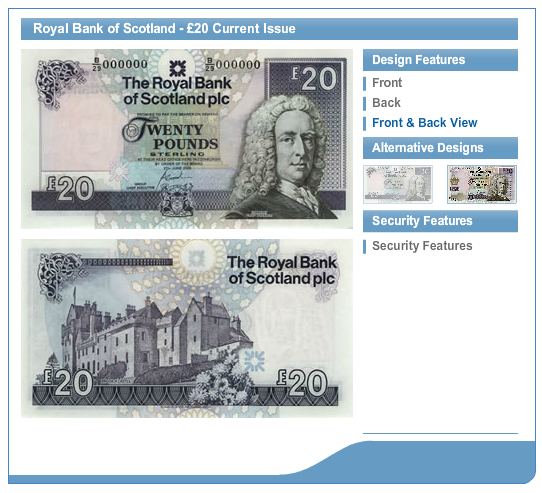 Royal Bank of Scotland - £20 Current Issue
B/29 000000
B/29 000000
£20
The Royal Bank
of Scotland plc
PROMISE TO PAY THE BEARER ON DEMAND
TWENTY
POUNDS
STERLING
AT THEIR HEAD OFFICE HERE IN EDINBURGH
BY ORDER OF THE BOARD
£20
The Royal Bank
of Scotland plc
£20
£20
Design Features
Front
Back
Front & Back View
Alternative Designs
Security Features
Security Features